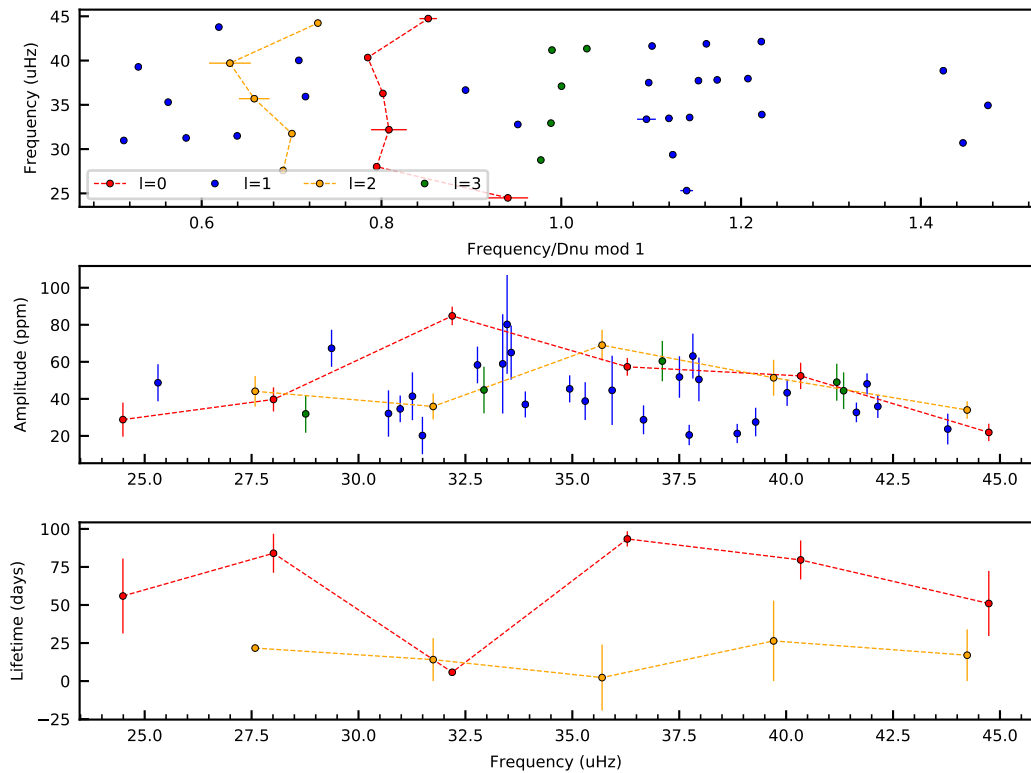 45
40
35
30
25
Frequency (uHz)
l=0 l=1 l=2 l=3
0.6 0.8 1.0 1.2 1.4
Frequency/Dnu mod 1
100
80
60
40
20
Amplitude (ppm)
25.0 27.5 30.0 32.5 35.0 37.5 40.0 42.5 45.0
100
75
50
25
0
−25
Lifetime (days)
25.0 27.5 30.0 32.5 35.0 37.5 40.0 42.5 45.0
Frequency (uHz)